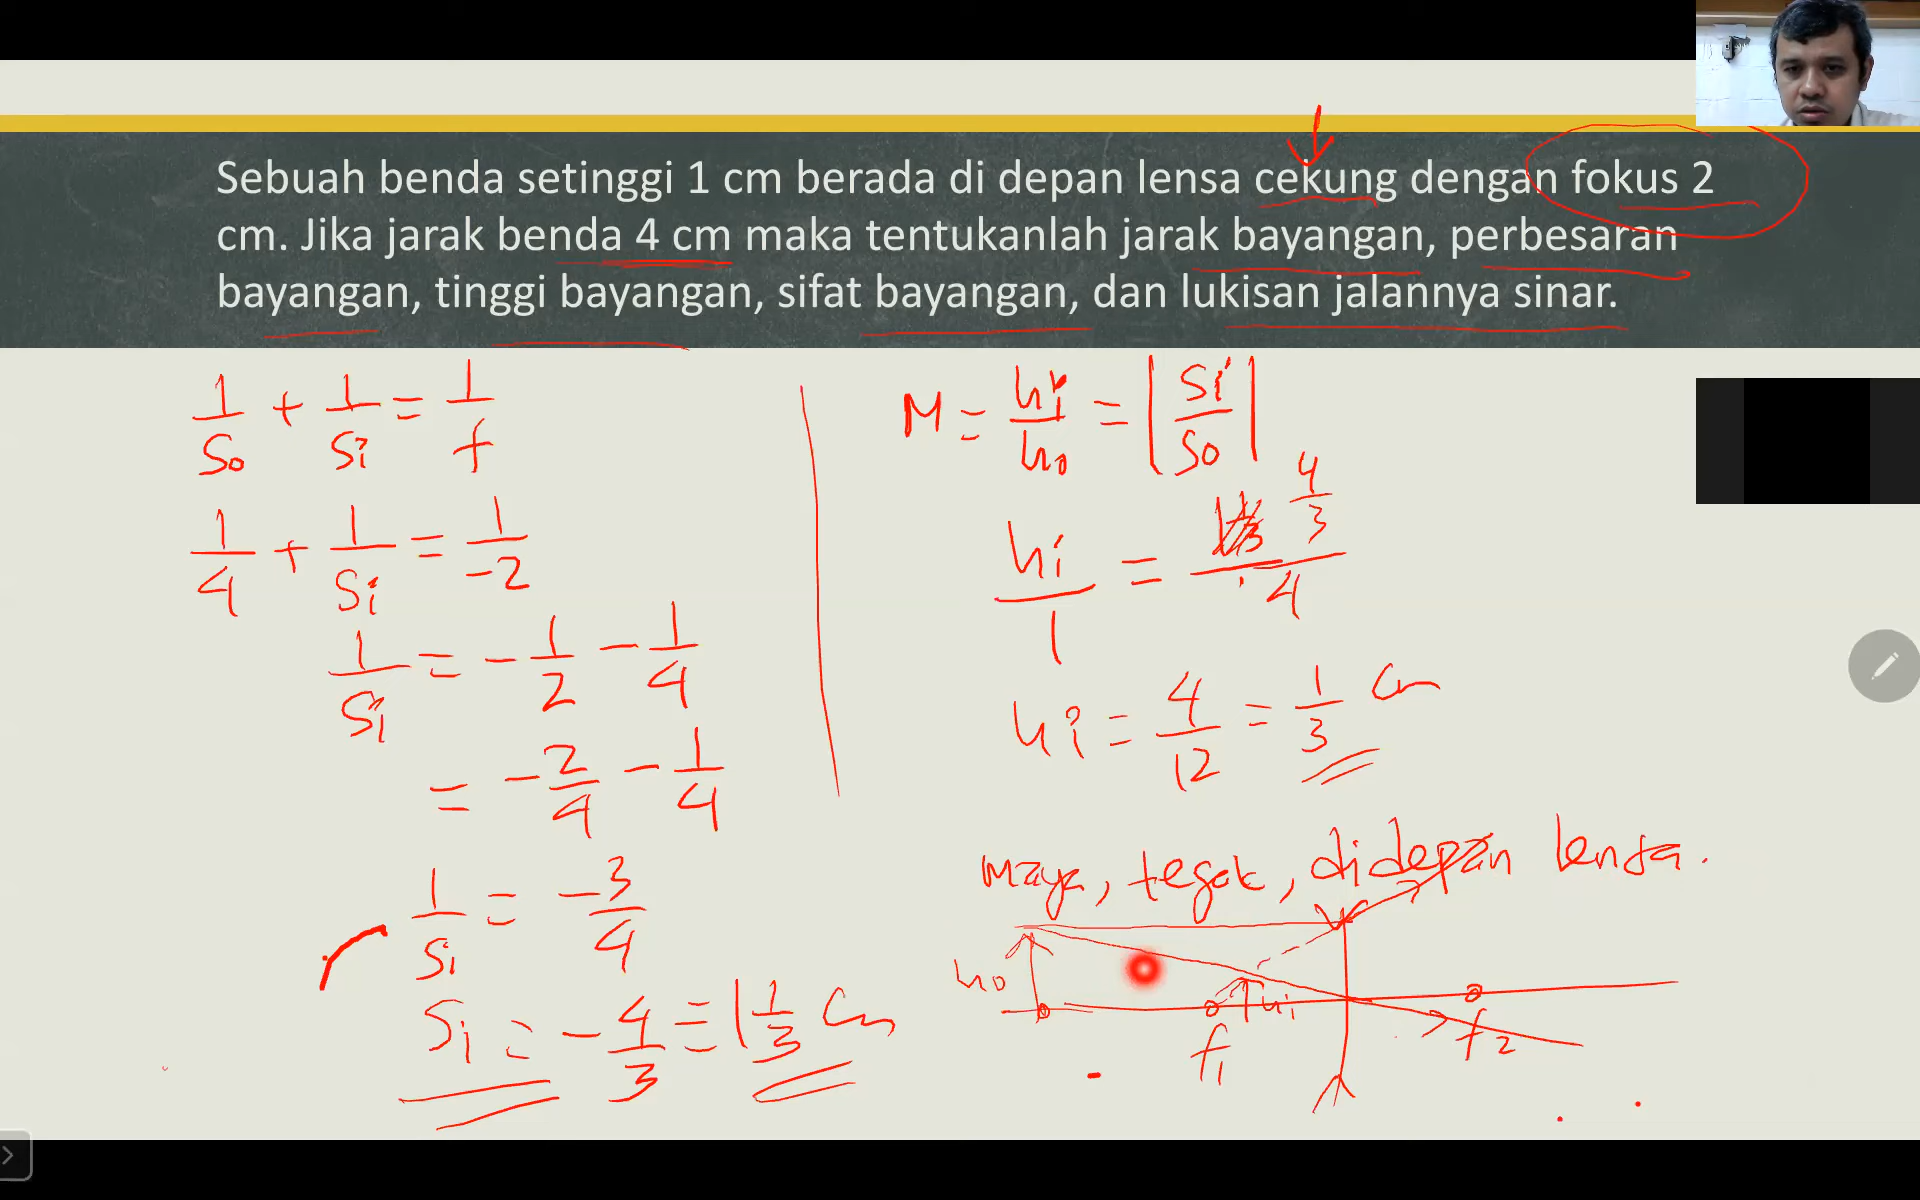 Sebuah benda setinggi 1 cm berada di depan lensa cekung dengan fokus 2
cm. Jika jarak benda 4 cm maka tentukanlah jarak bayangan, perbesaran
bayangan, tinggi bayangan, sifat bayangan, dan lukisan jalannya sinar.
1/So + 1/Si = 1/f
1/4 + 1/Si = 1/-2
1/Si = -1/2 - 1/4
= -2/4 - 1/4
1/Si = -3/4
Si = -4/3 = 1 1/3 cm
M = hi/ho = |Si/So|
hi/1 = 4/3/4
hi = 4/12 = 1/3 cm
maya, tegak, didepan lensa.
ho
hi
f1
f2